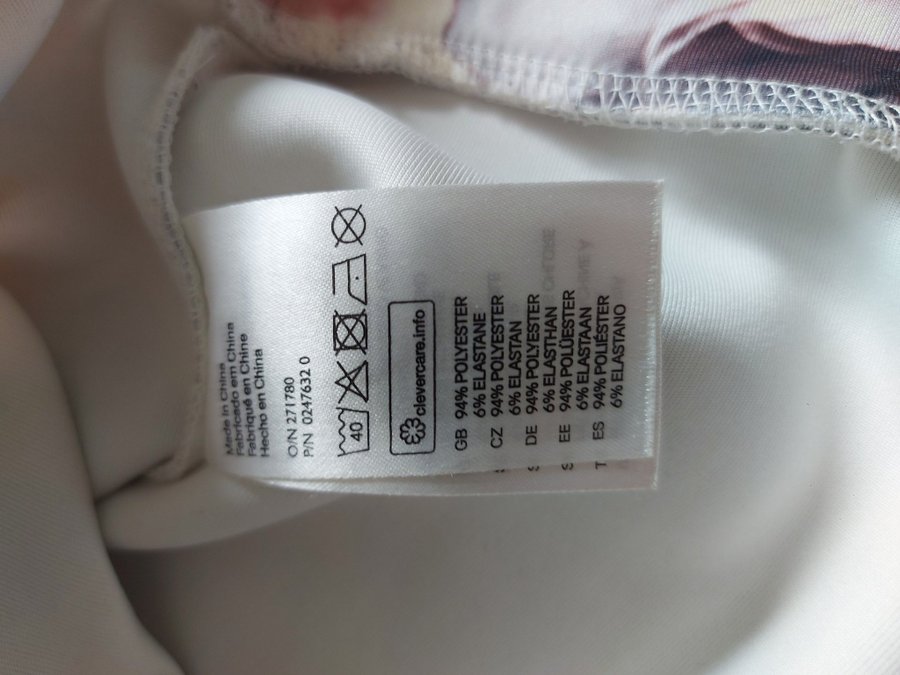 Made in China
Fabricado em China
Fabriqué en Chine
Hecho en China
O/N 271780
P/N 0247632 0
40
clevercare.info
GB 94% POLYESTER
6% ELASTANE
CZ 94% POLYESTER
6% ELASTAN
DE 94% POLYESTER
6% ELASTHAN
EE 94% POLÜESTER
6% ELASTAAN
ES 94% POLIÉSTER
6% ELASTANO